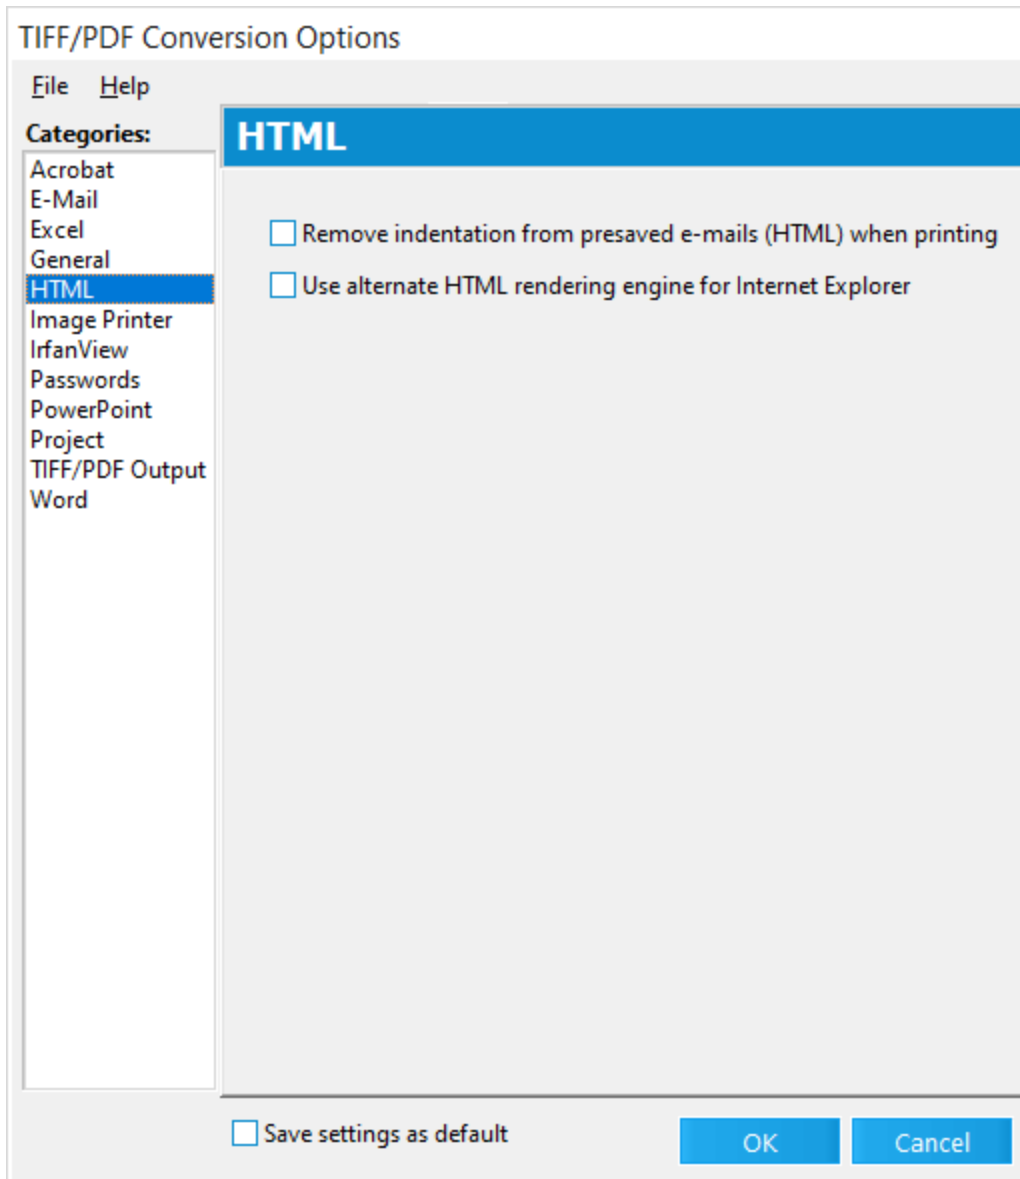 TIFF/PDF Conversion Options
File Help
Categories:
Acrobat
E-Mail
Excel
General
HTML
Image Printer
IrfanView
Passwords
PowerPoint
Project
TIFF/PDF Output
Word
HTML
Remove indentation from presaved e-mails (HTML) when printing
Use alternate HTML rendering engine for Internet Explorer
Save settings as default
OK Cancel